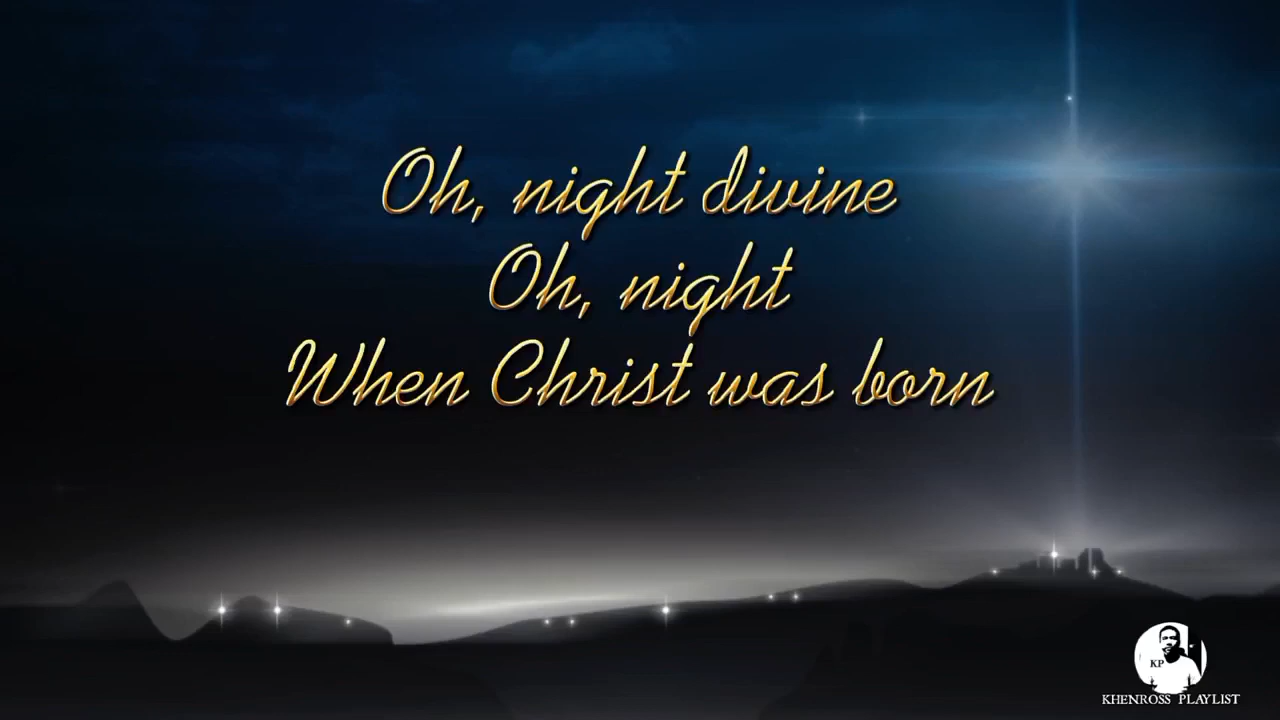 Oh, night divine
Oh, night
When Christ was born
KP
KHENROSS PLAYLIST